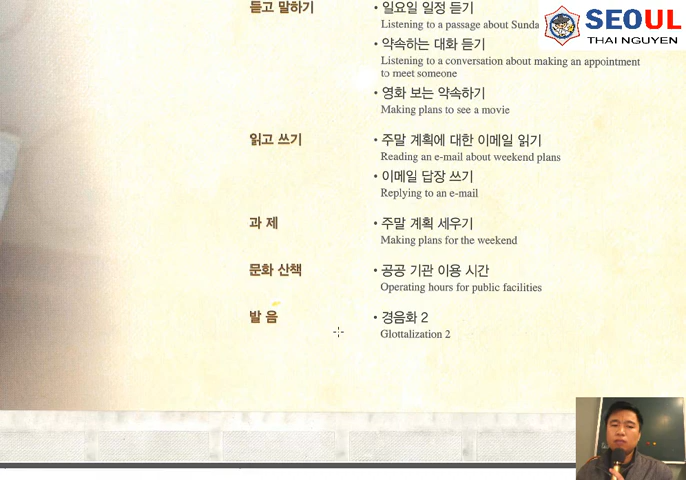 듣고 말하기
• 일요일 일정 듣기
Listening to a passage about Sunda
• 약속하는 대화 듣기
Listening to a conversation about making an appointment
to meet someone
• 영화 보는 약속하기
Making plans to see a movie
읽고 쓰기
• 주말 계획에 대한 이메일 읽기
Reading an e-mail about weekend plans
• 이메일 답장 쓰기
Replying to an e-mail
과 제
• 주말 계획 세우기
Making plans for the weekend
문화 산책
• 공공 기관 이용 시간
Operating hours for public facilities
발 음
• 경음화 2
Glottalization 2
SEOUL
THAI NGUYEN